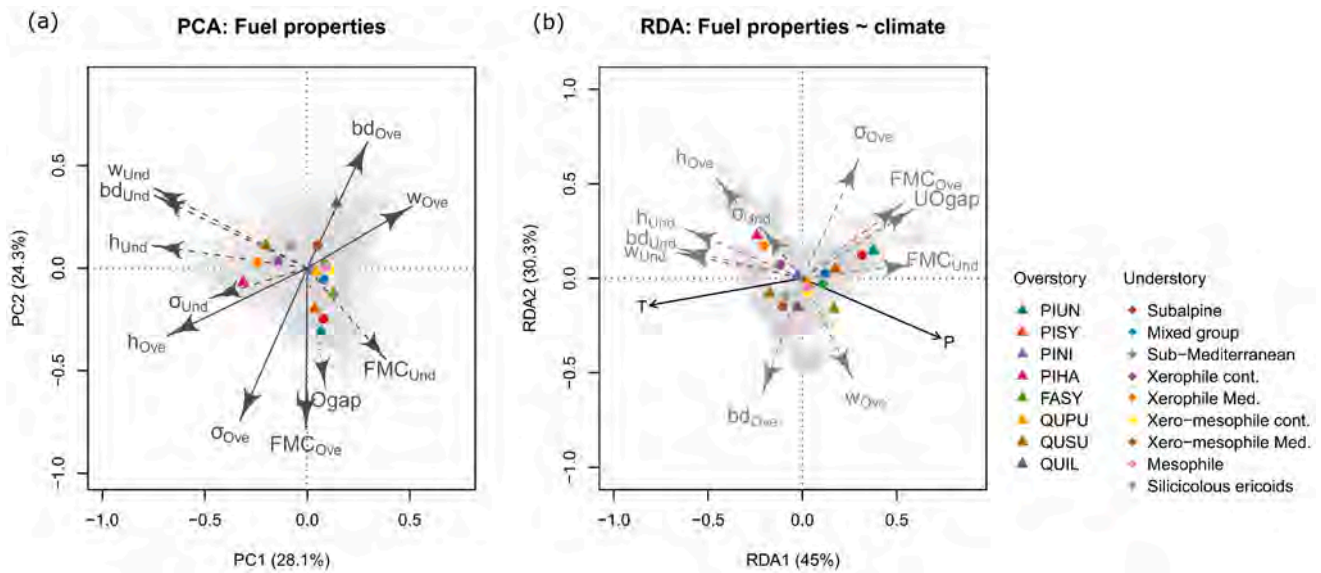 (a)
PCA: Fuel properties
bdOve
wUnd
bdUnd
wOve
hUnd
σUnd
hOve
FMCUnd
Ogap
σOve
FMCOve
0.5
0.0
−0.5
−1.0
PC2 (24.3%)
−1.0
−0.5
0.0
0.5
PC1 (28.1%)
(b)
RDA: Fuel properties ~ climate
σOve
hOve
FMCOve
UOgap
σUnd
hUnd
bdUnd
wUnd
FMCUnd
T
P
wOve
bdOve
1.0
0.5
0.0
−0.5
−1.0
RDA2 (30.3%)
−1.0
−0.5
0.0
0.5
RDA1 (45%)
Overstory
PIUN
PISY
PINI
PIHA
FASY
QUPU
QUSU
QUIL
Understory
Subalpine
Mixed group
Sub−Mediterranean
Xerophile cont.
Xerophile Med.
Xero−mesophile cont.
Xero−mesophile Med.
Mesophile
Silicicolous ericoids